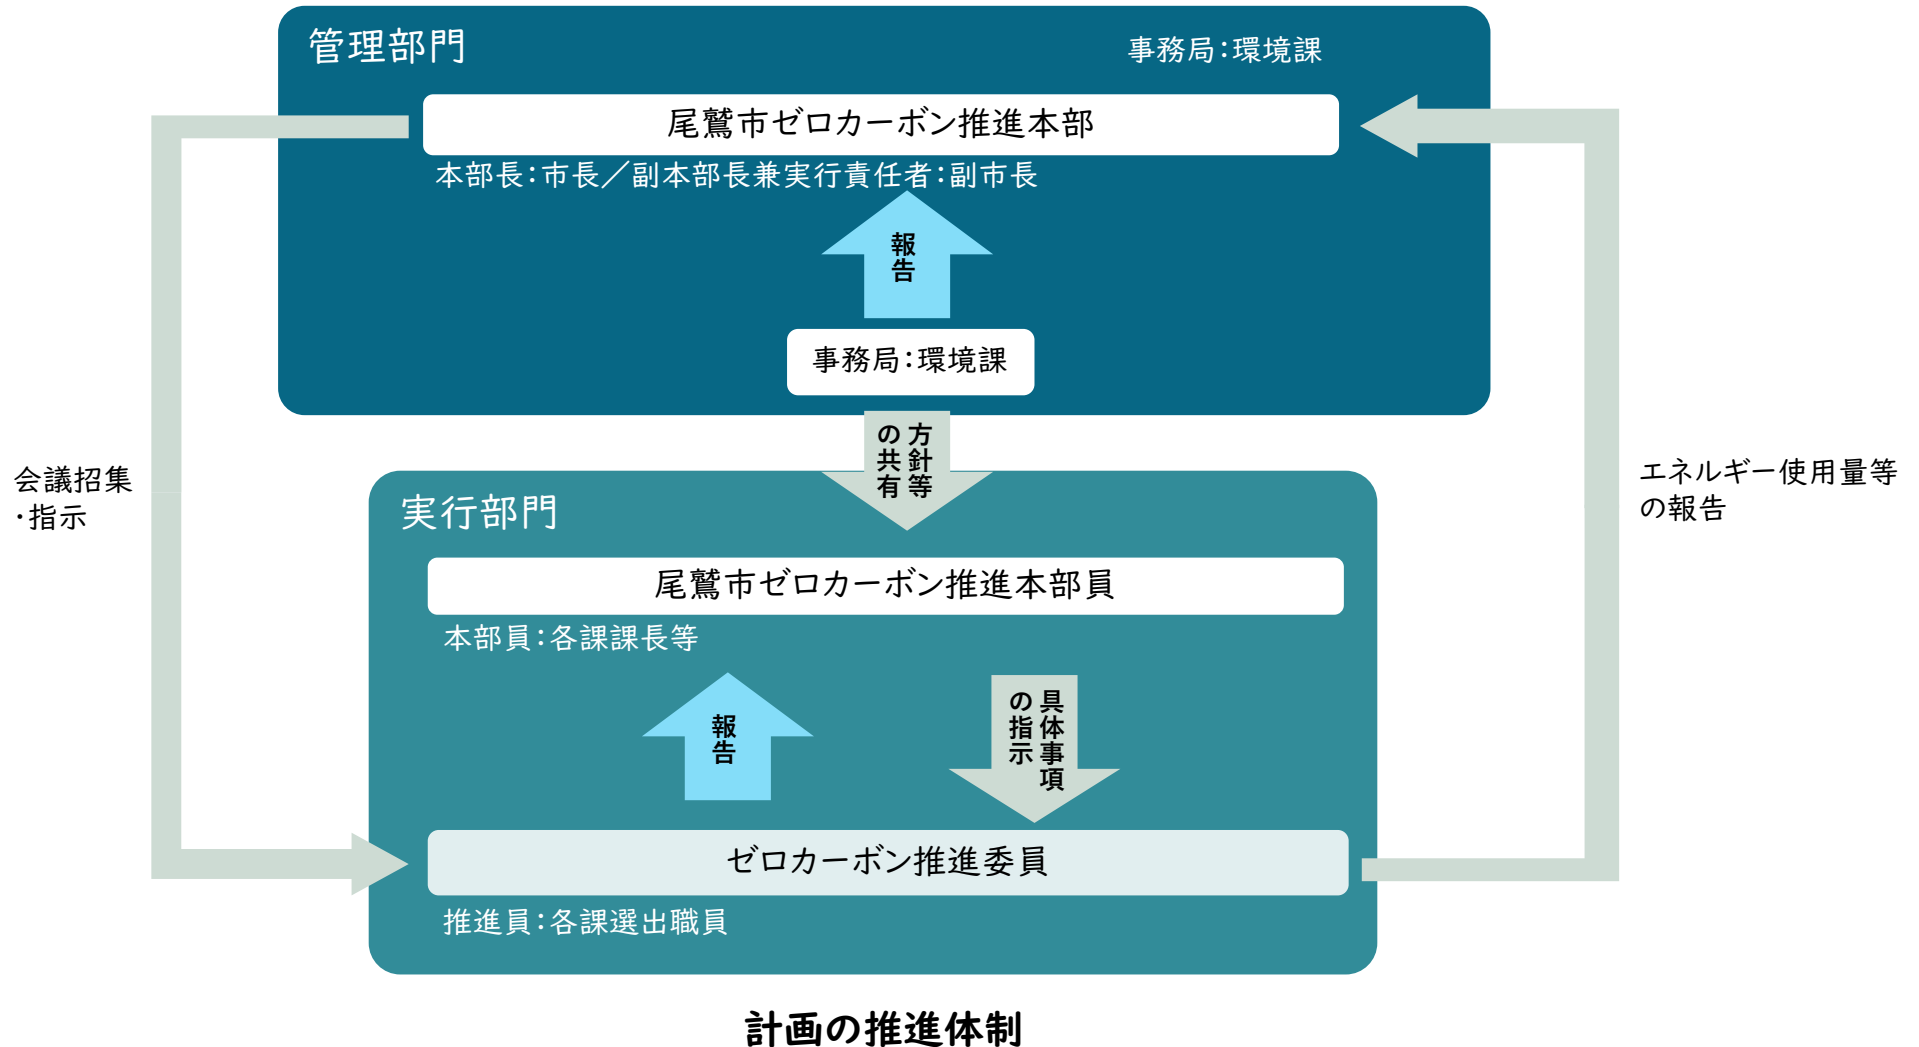 管理部門
事務局：環境課
尾鷲市ゼロカーボン推進本部
本部長：市長／副本部長兼実行責任者：副市長
報告
事務局：環境課
方針等
の共有
会議招集
・指示
エネルギー使用量等
の報告
実行部門
尾鷲市ゼロカーボン推進本部員
本部員：各課課長等
報告
具体事項
の指示
ゼロカーボン推進委員
推進員：各課選出職員
計画の推進体制